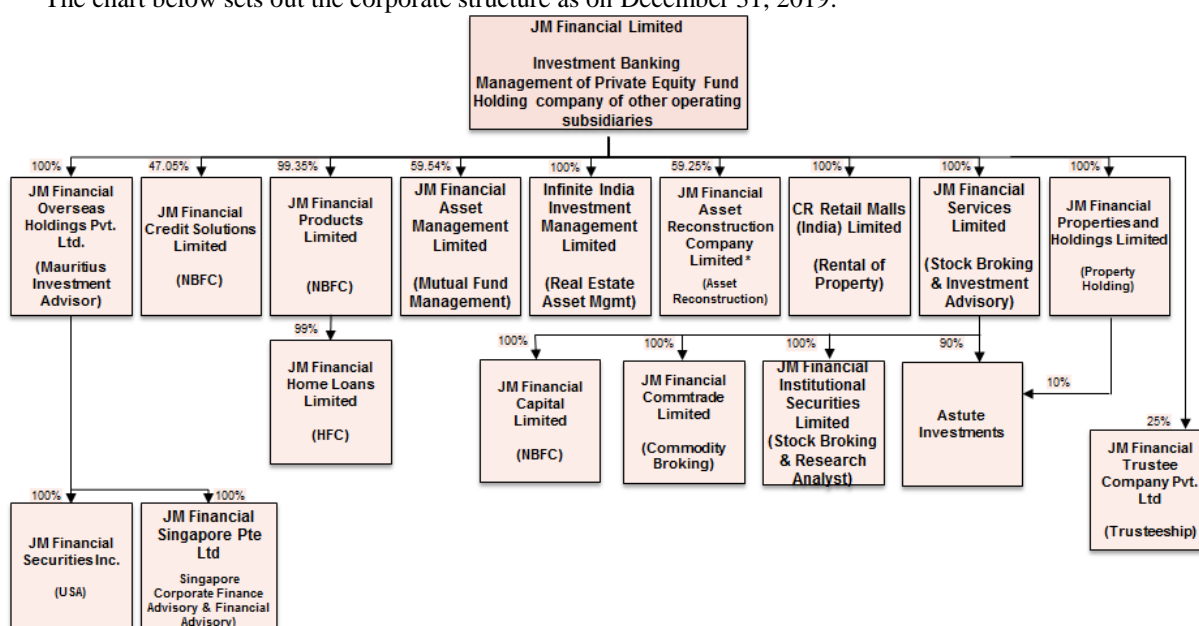 The chart below sets out the corporate structure as on December 31, 2019:
JM Financial Limited
Investment Banking
Management of Private Equity Fund
Holding company of other operating
subsidiaries
100%
47.05%
99.35%
59.54%
100%
59.25%
100%
100%
100%
JM Financial
Overseas
Holdings Pvt.
Ltd.
(Mauritius
Investment
Advisor)
JM Financial
Credit Solutions
Limited
(NBFC)
JM Financial
Products
Limited
(NBFC)
JM Financial
Asset
Management
Limited
(Mutual Fund
Management)
Infinite India
Investment
Management
Limited
(Real Estate
Asset Mgmt)
JM Financial
Asset
Reconstruction
Company
Limited*
(Asset
Reconstruction)
CR Retail Malls
(India) Limited
(Rental of
Property)
JM Financial
Services
Limited
(Stock Broking
& Investment
Advisory)
JM Financial
Properties and
Holdings Limited
(Property
Holding)
99%
JM Financial
Home Loans
Limited
(HFC)
100%
100%
100%
90%
10%
JM Financial
Capital
Limited
(NBFC)
JM Financial
Commtrade
Limited
(Commodity
Broking)
JM Financial
Institutional
Securities
Limited
(Stock Broking
& Research
Analyst)
Astute
Investments
25%
JM Financial
Trustee
Company Pvt.
Ltd
(Trusteeship)
100%
100%
JM Financial
Securities Inc.
(USA)
JM Financial
Singapore Pte
Ltd
Singapore
Corporate Finance
Advisory & Financial
Advisory)